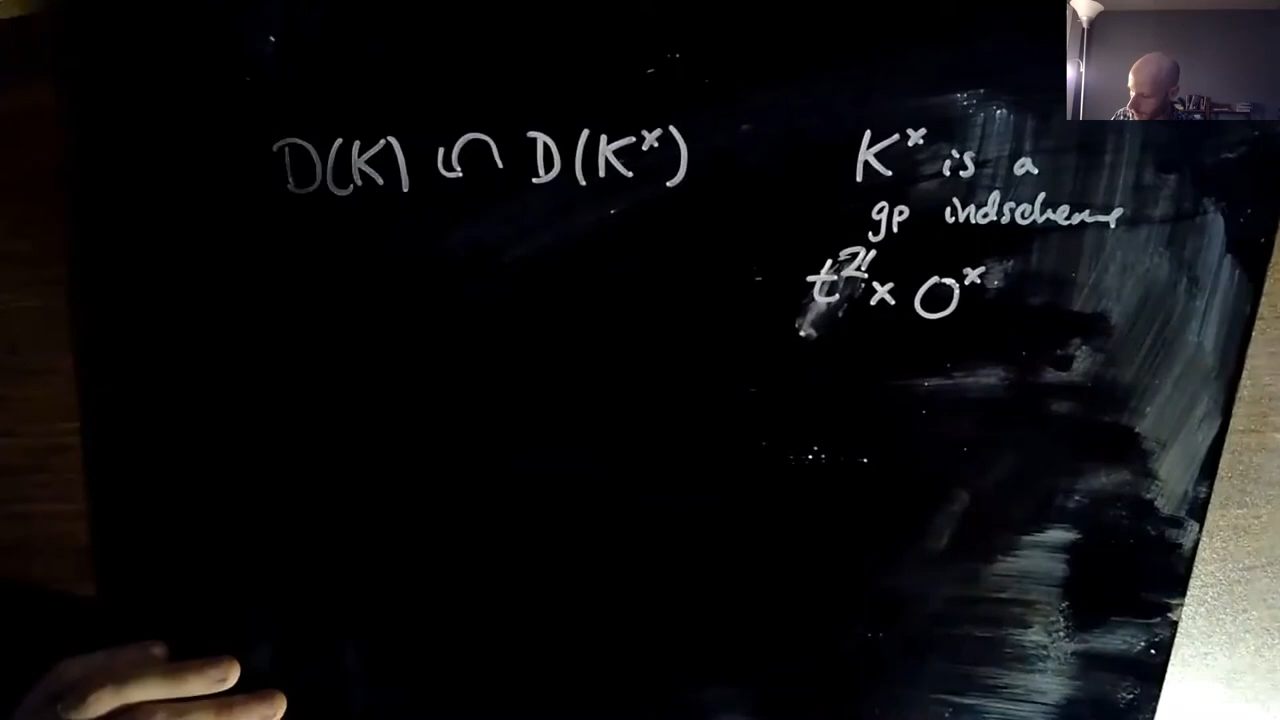 D(K) ↶ D(K^×)
K^× is a
gp indscheme
t^ℤ × O^×